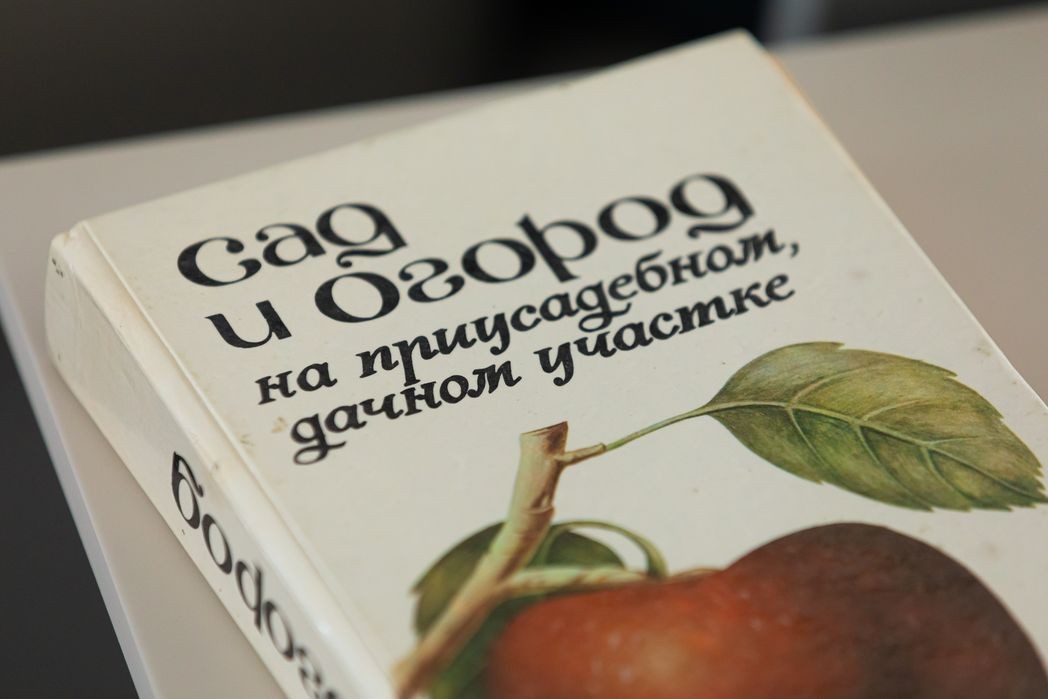 сад
и огород
на приусадебном,
дачном участке